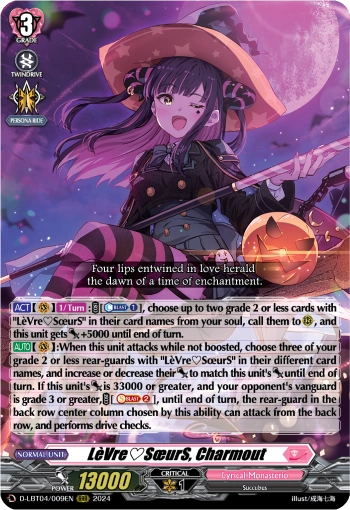 3
GRADE
TWINDRIVE
PERSONA RIDE
Four lips entwined in love herald
the dawn of a time of enchantment.
ACT 1/Turn : [C BLAST 1], choose up to two grade 2 or less cards with
"LèVre♡SœurS" in their card names from your soul, call them to , and
this unit gets +5000 until end of turn.
AUTO :When this unit attacks while not boosted, choose three of your
grade 2 or less rear-guards with "LèVre♡SœurS" in their different card
names, and increase or decrease their to match this unit's until end of
turn. If this unit's is 33000 or greater, and your opponent's vanguard
is grade 3 or greater, [S BLAST 2], until end of turn, the rear-guard in the
back row center column chosen by this ability can attack from the back
row, and performs drive checks.
NORMAL UNIT
LèVre♡SœurS, Charmout
POWER 13000 CRITICAL 1
Lyrical Monasterio
Succubus
D-LBT04/009EN RRR 2024 illust/成海七海